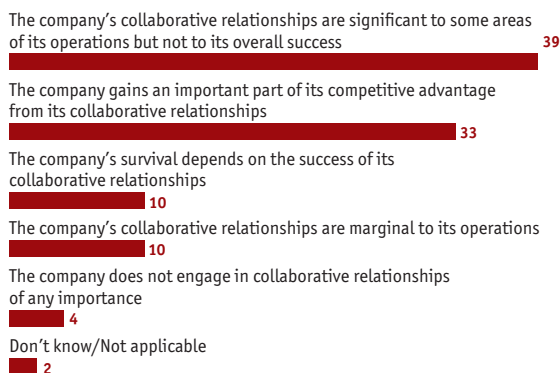 The company's collaborative relationships are significant to some areas
of its operations but not to its overall success
39
The company gains an important part of its competitive advantage
from its collaborative relationships
33
The company's survival depends on the success of its
collaborative relationships
10
The company's collaborative relationships are marginal to its operations
10
The company does not engage in collaborative relationships
of any importance
4
Don't know/Not applicable
2